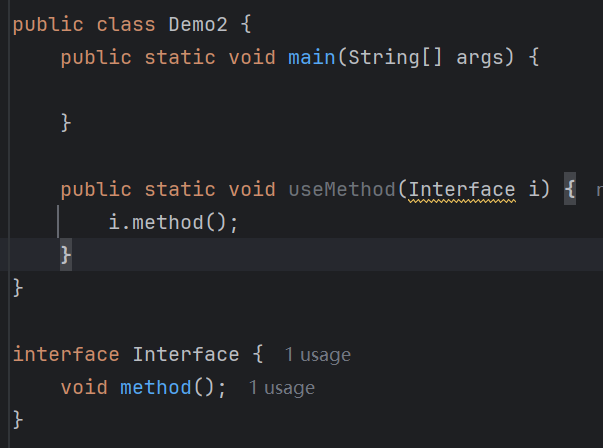 public class Demo2 {
    public static void main(String[] args) {
    }
    public static void useMethod(Interface i) {
        i.method();
    }
}
interface Interface { 1 usage
    void method(); 1 usage
}